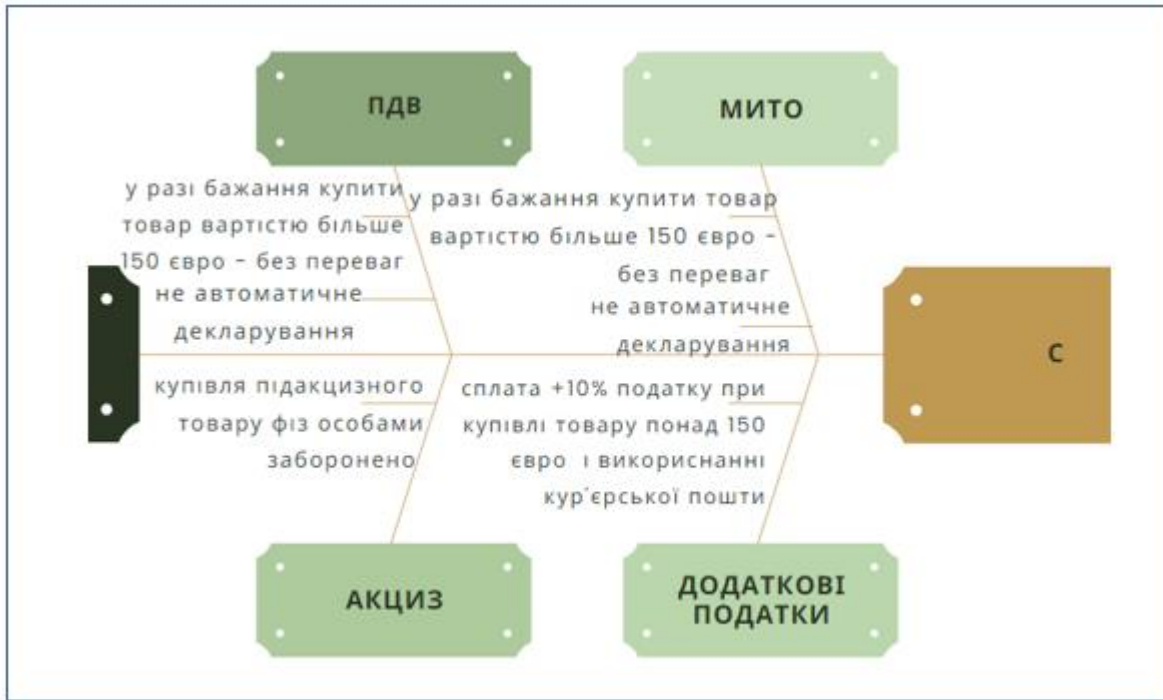 ПДВ
МИТО
у разі бажання купити
товар вартістю більше
150 євро - без переваг
не автоматичне
декларування
у разі бажання купити товар
вартістю більше 150 євро -
без переваг
не автоматичне
декларування
С
купівля підакцизного
товару фіз особами
заборонено
сплата +10% податку при
купівлі товару понад 150
євро і використанні
кур'єрської пошти
АКЦИЗ
ДОДАТКОВІ
ПОДАТКИ